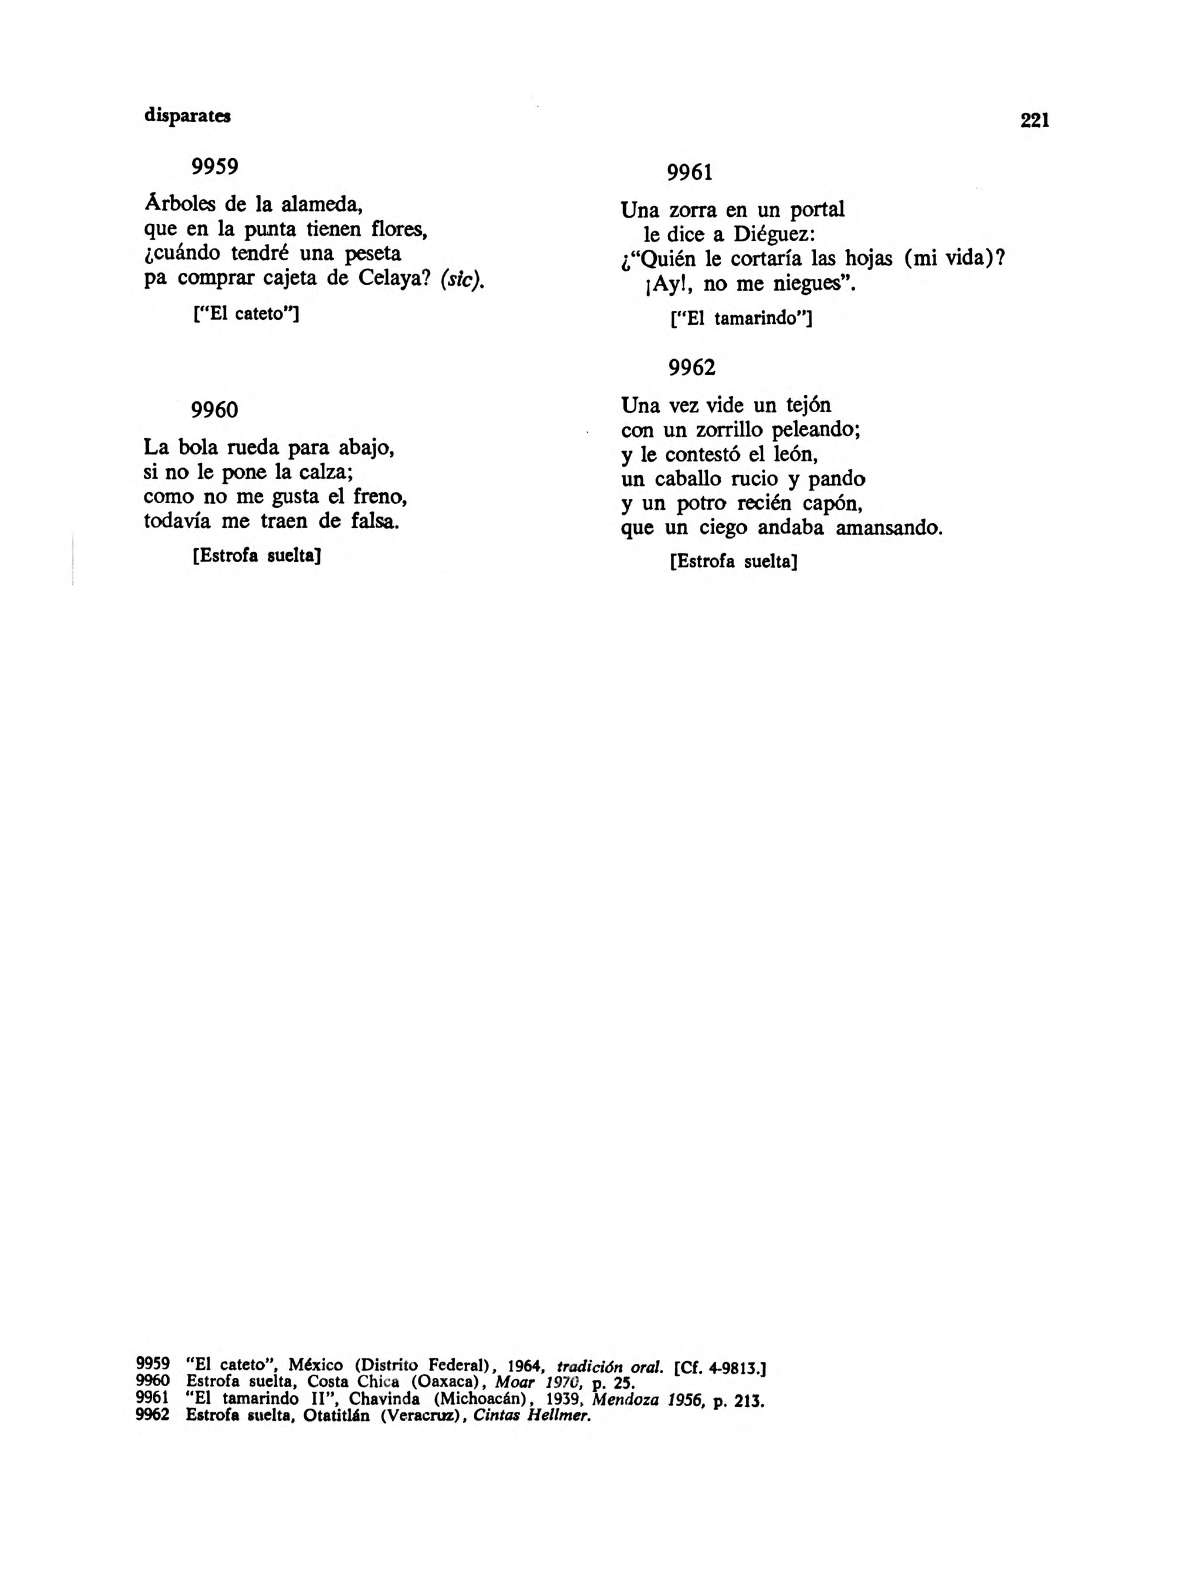 disparates
221
9959
Árboles de la alameda,
que en la punta tienen flores,
¿cuándo tendré una peseta
pa comprar cajeta de Celaya? (sic).
["El cateto"]
9960
La bola rueda para abajo,
si no le pone la calza;
como no me gusta el freno,
todavía me traen de falsa.
[Estrofa suelta]
9961
Una zorra en un portal
le dice a Diéguez:
¿“Quién le cortaría las hojas (mi vida)?
¡Ay!, no me niegues”.
["El tamarindo"]
9962
Una vez vide un tejón
con un zorrillo peleando;
y le contestó el león,
un caballo rucio y pando
y un potro recién capón,
que un ciego andaba amansando.
[Estrofa suelta]
9959 "El cateto", México (Distrito Federal), 1964, tradición oral. [Cf. 4-9813.]
9960 Estrofa suelta, Costa Chica (Oaxaca), Moar 1970, p. 25.
9961 "El tamarindo II", Chavinda (Michoacán), 1939, Mendoza 1956, p. 213.
9962 Estrofa suelta, Otatitlán (Veracruz), Cintas Hellmer.